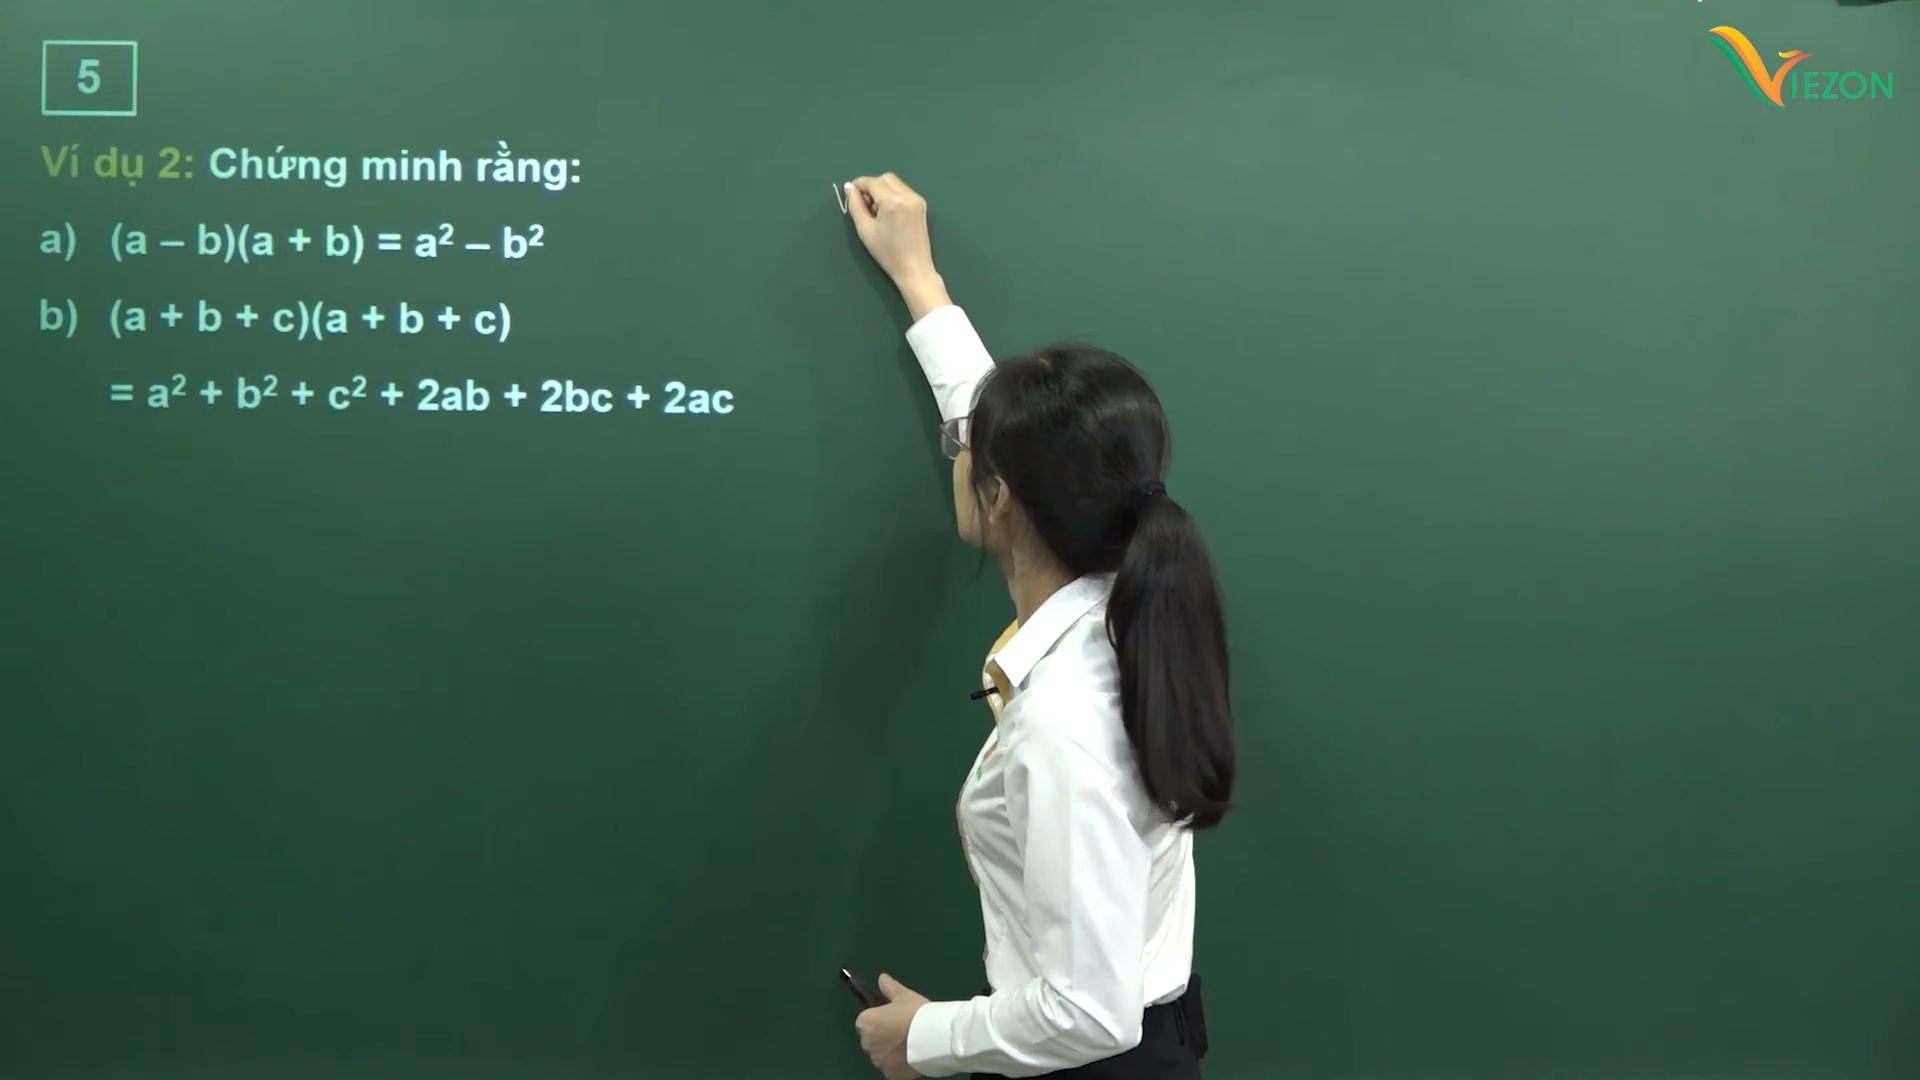 5
VIEZON
Ví dụ 2: Chứng minh rằng:
a) (a – b)(a + b) = a² – b²
b) (a + b + c)(a + b + c)
= a² + b² + c² + 2ab + 2bc + 2ac